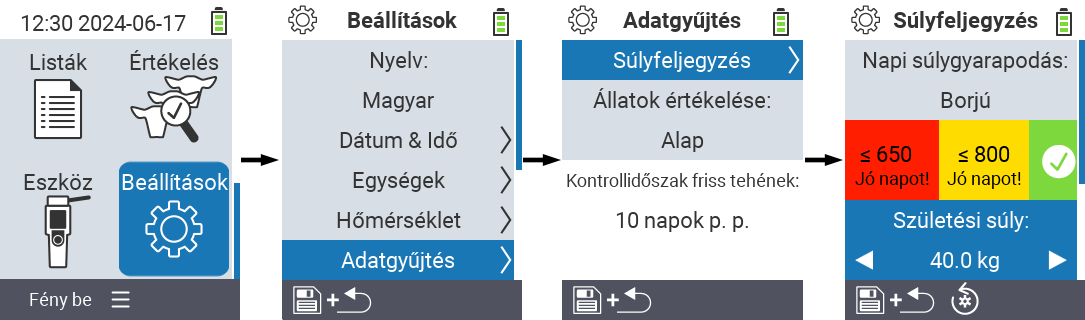 12:30 2024-06-17
Listák
Értékelés
Eszköz
Beállítások
Fény be
Beállítások
Nyelv:
Magyar
Dátum & Idő
Egységek
Hőmérséklet
Adatgyűjtés
+
Adatgyűjtés
Súlyfeljegyzés
Állatok értékelése:
Alap
Kontrollidőszak friss tehének:
10 napok p. p.
+
Súlyfeljegyzés
Napi súlygyarapodás:
Borjú
≤ 650
Jó napot!
≤ 800
Jó napot!
Születési súly:
40.0 kg
+